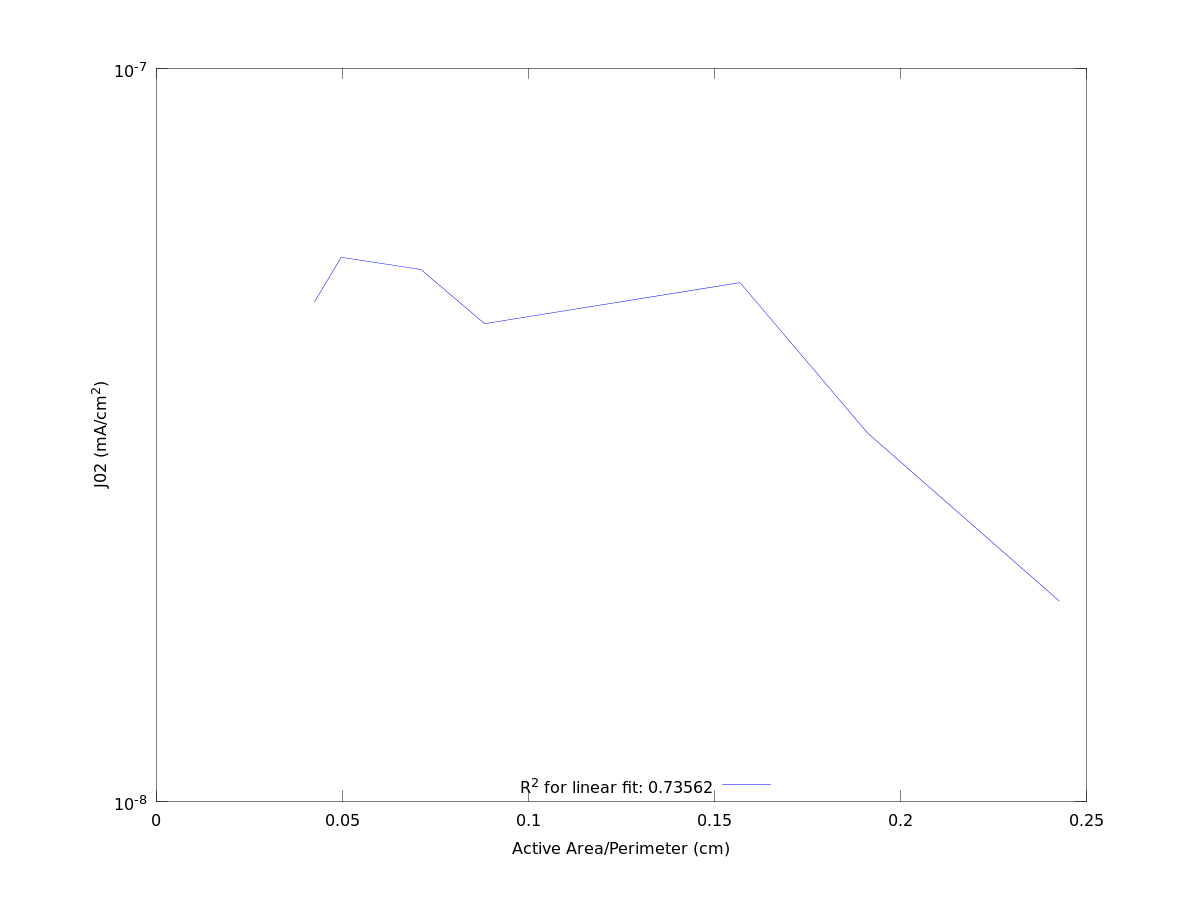 10^-7
J02 (mA/cm^2)
R^2 for linear fit: 0.73562
10^-8
0 0.05 0.1 0.15 0.2 0.25
Active Area/Perimeter (cm)